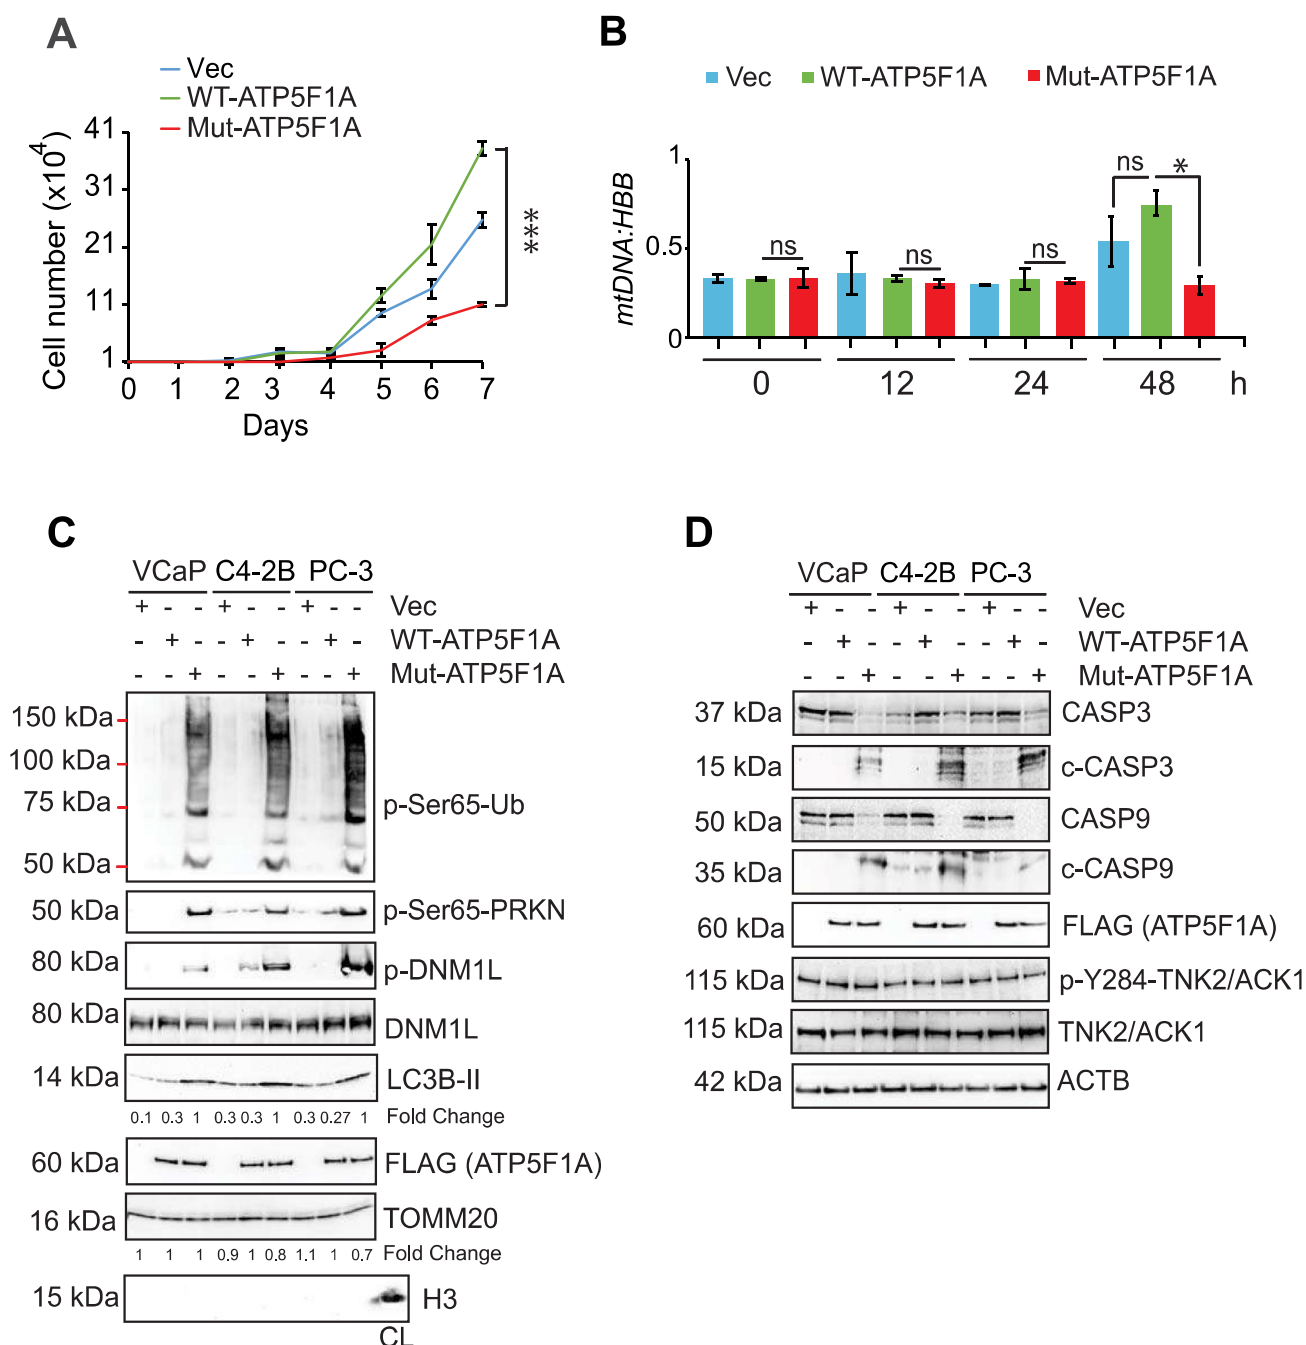 A
Vec
WT-ATP5F1A
Mut-ATP5F1A
Cell number (x10⁴)
41
31
21
11
1
0 1 2 3 4 5 6 7
Days
***
B
Vec WT-ATP5F1A Mut-ATP5F1A
mtDNA:HBB
1
0.5
0
ns ns ns ns *
0 12 24 48 h
C
VCaP C4-2B PC-3
+ - - + - - + - - Vec
- + - - + - - + - WT-ATP5F1A
- - + - - + - - + Mut-ATP5F1A
150 kDa
100 kDa
75 kDa
50 kDa
p-Ser65-Ub
50 kDa p-Ser65-PRKN
80 kDa p-DNM1L
80 kDa DNM1L
14 kDa LC3B-II
0.1 0.3 1 0.3 0.3 1 0.3 0.27 1 Fold Change
60 kDa FLAG (ATP5F1A)
16 kDa TOMM20
1 1 1 0.9 1 0.8 1.1 1 0.7 Fold Change
15 kDa H3
CL
D
VCaP C4-2B PC-3
+ - - + - - + - - Vec
- + - - + - - + - WT-ATP5F1A
- - + - - + - - + Mut-ATP5F1A
37 kDa CASP3
15 kDa c-CASP3
50 kDa CASP9
35 kDa c-CASP9
60 kDa FLAG (ATP5F1A)
115 kDa p-Y284-TNK2/ACK1
115 kDa TNK2/ACK1
42 kDa ACTB